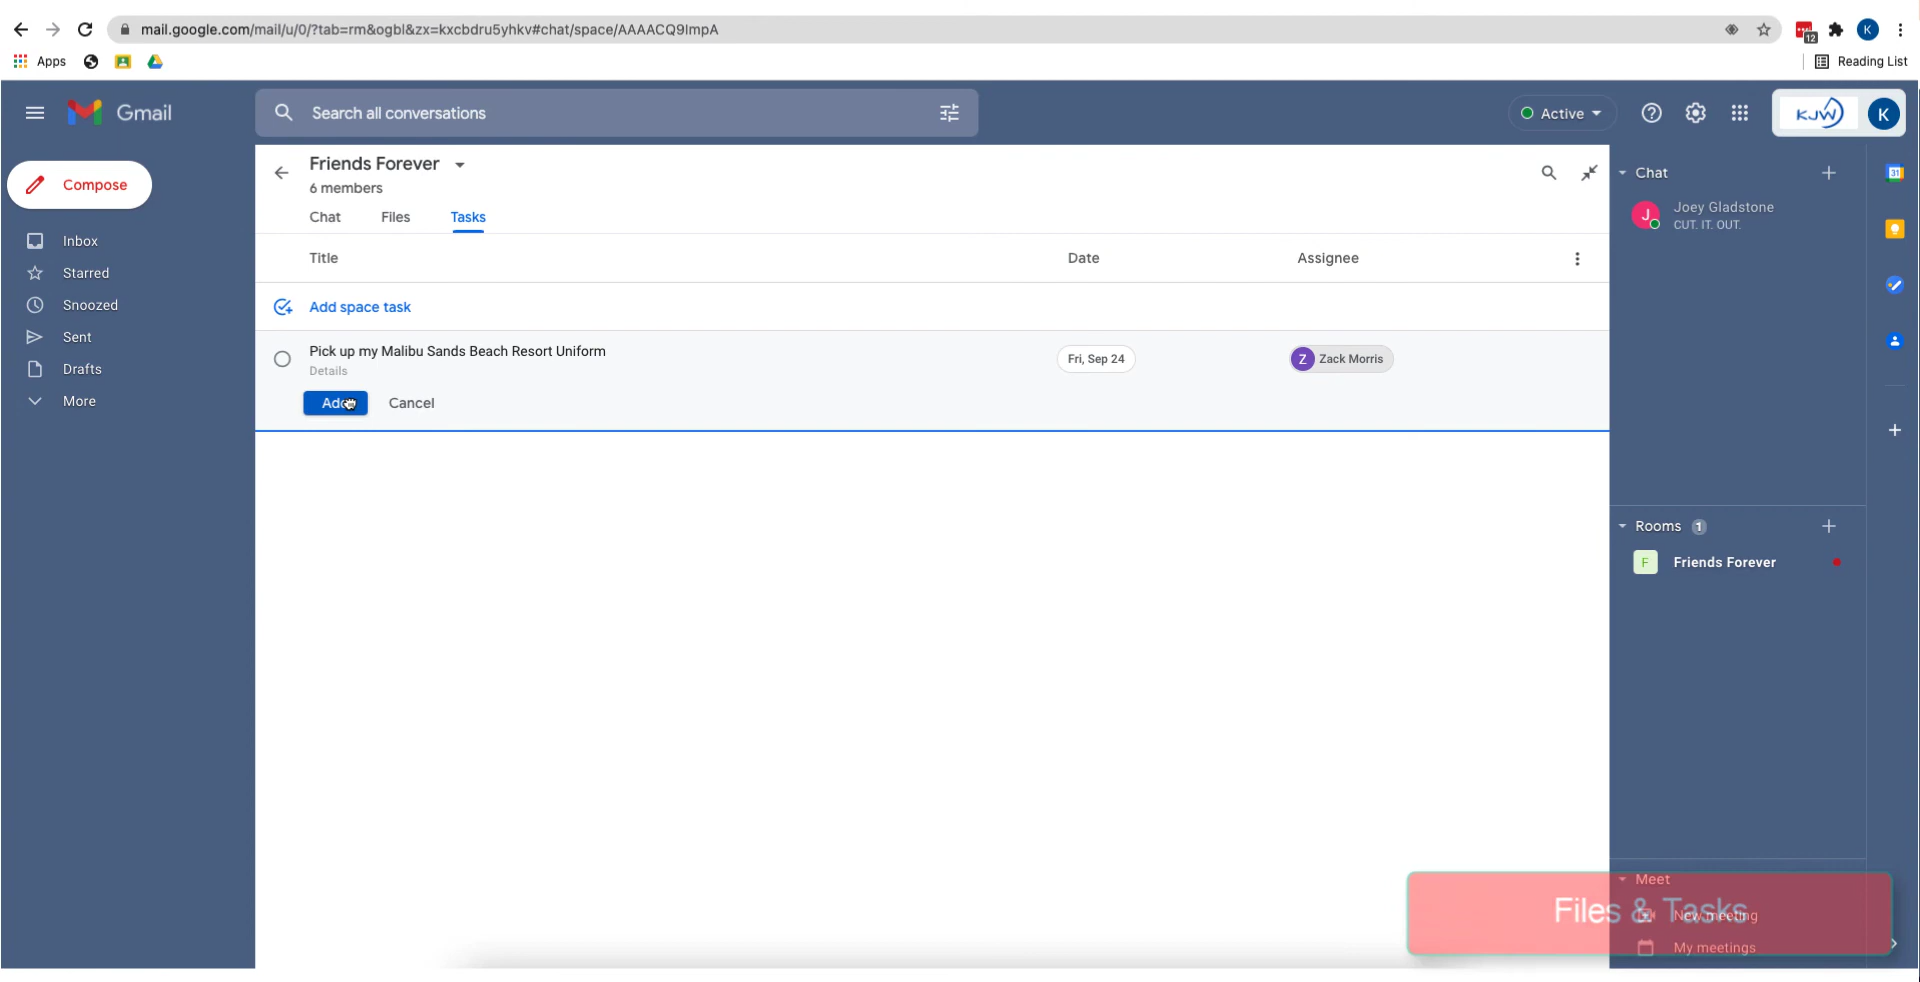 mail.google.com/mail/u/0/?tab=rm&ogbl&zx=kxcbdru5yhkv#chat/space/AAAACQ9ImpA
12
K
Apps
Reading List
Gmail
Search all conversations
Active
KJW
K
Compose
Inbox
Starred
Snoozed
Sent
Drafts
More
Friends Forever
6 members
Chat Files Tasks
Title Date Assignee
Add space task
Pick up my Malibu Sands Beach Resort Uniform
Details
Fri, Sep 24
Z Zack Morris
Add Cancel
Chat
J Joey Gladstone
CUT. IT. OUT.
31
Rooms 1
F Friends Forever
Meet
Files & Tasks
New meeting
My meetings